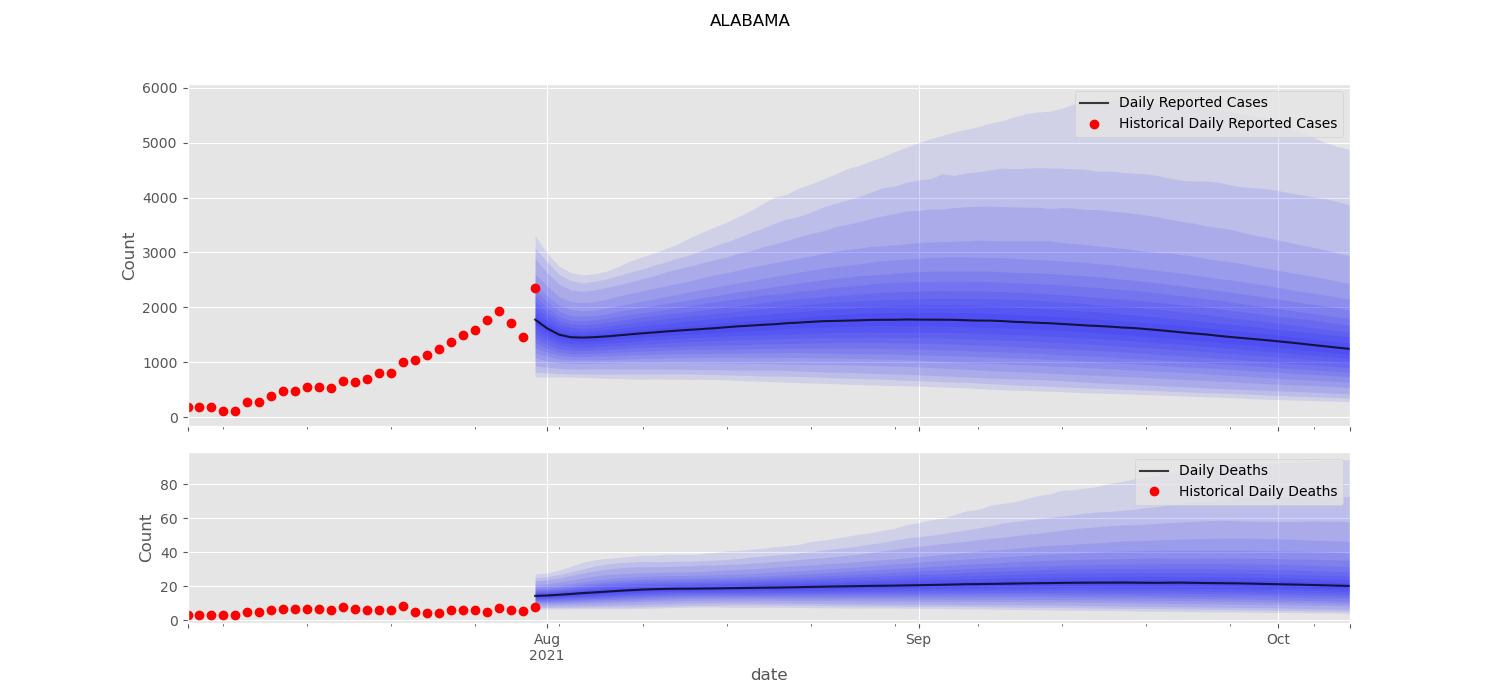 ALABAMA
6000
5000
4000
3000
2000
1000
0
Count
Daily Reported Cases
Historical Daily Reported Cases
80
60
40
20
0
Count
Daily Deaths
Historical Daily Deaths
Aug
2021
Sep
Oct
date